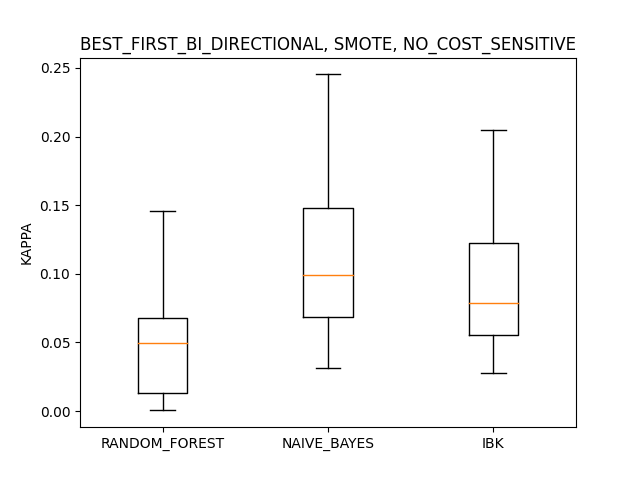 BEST_FIRST_BI_DIRECTIONAL, SMOTE, NO_COST_SENSITIVE
0.25
0.20
0.15
0.10
0.05
0.00
KAPPA
RANDOM_FOREST
NAIVE_BAYES
IBK